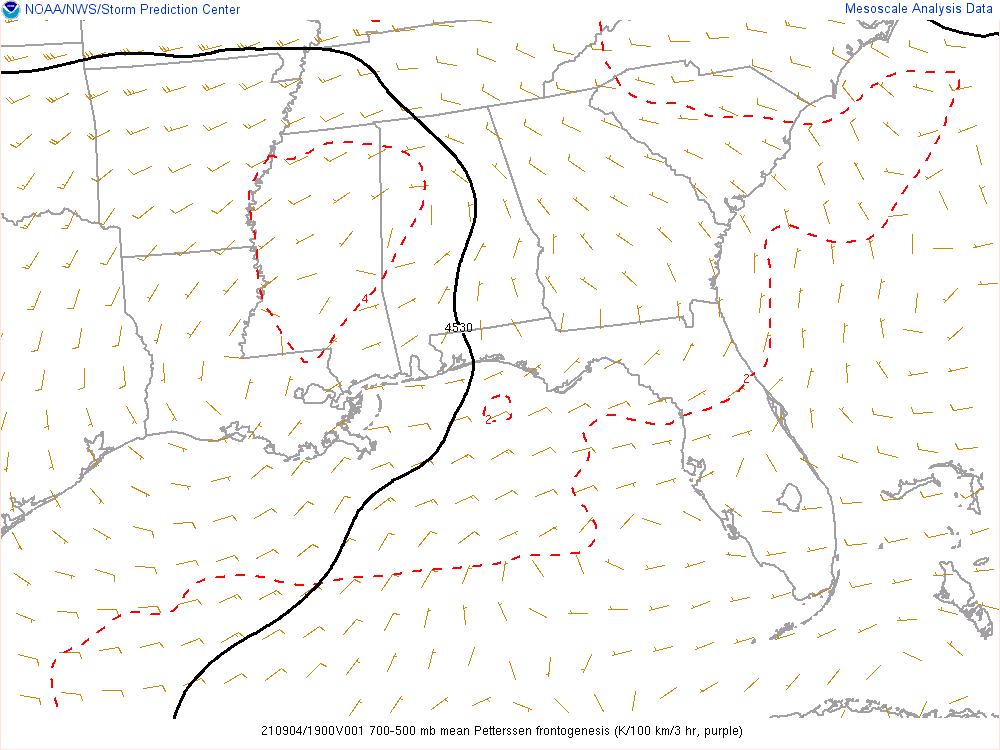 NOAA/NWS/Storm Prediction Center
Mesoscale Analysis Data
4
4530
2
2
210904/1900V001 700-500 mb mean Petterssen frontogenesis (K/100 km/3 hr, purple)